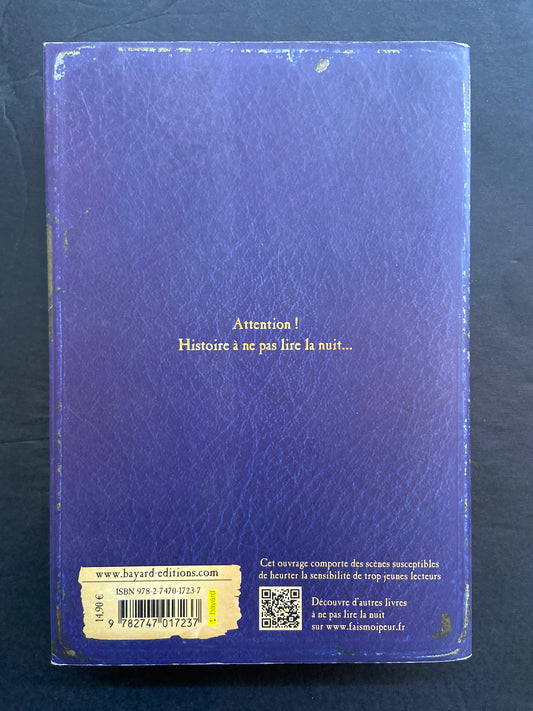 Attention !
Histoire à ne pas lire la nuit...
www.bayard-editions.com
ISBN 978-2-7470-1723-7
14,90 €
bayard
9 782747 017237
Cet ouvrage comporte des scènes susceptibles
de heurter la sensibilité de trop jeunes lecteurs
Découvre d'autres livres
à ne pas lire la nuit
sur www.faismoipeur.fr